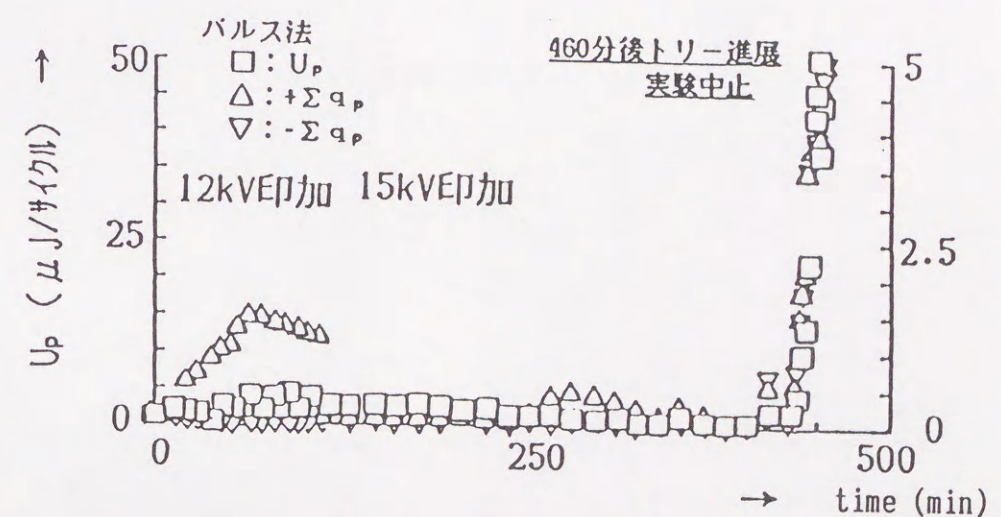 パルス法
□：Up
△：+Σqp
▽：-Σqp
460分後トリー進展
実験中止
12kV印加 15kV印加
↑
Up (μJ/サイクル)
50
25
0
5
2.5
0
0
250
500
→ time (min)